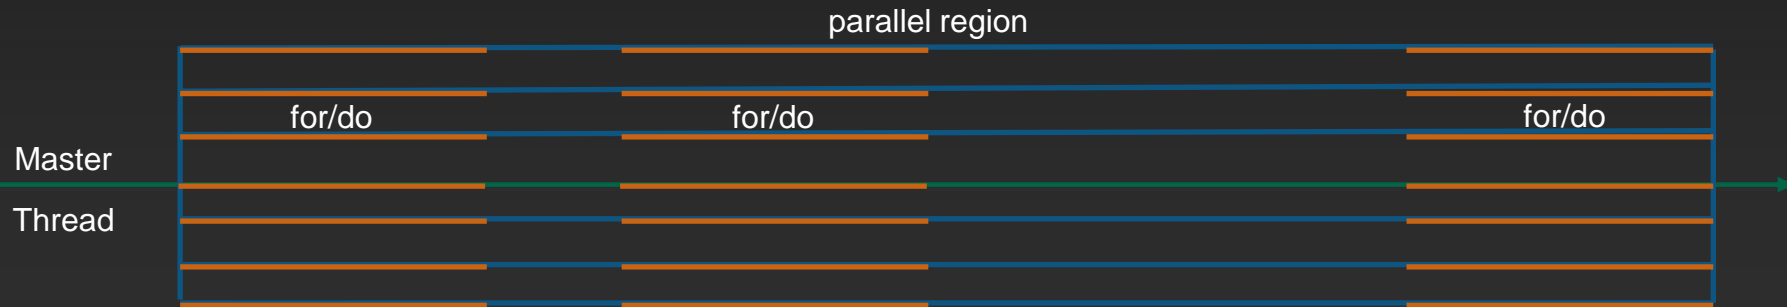 parallel region
for/do
for/do
for/do
Master
Thread